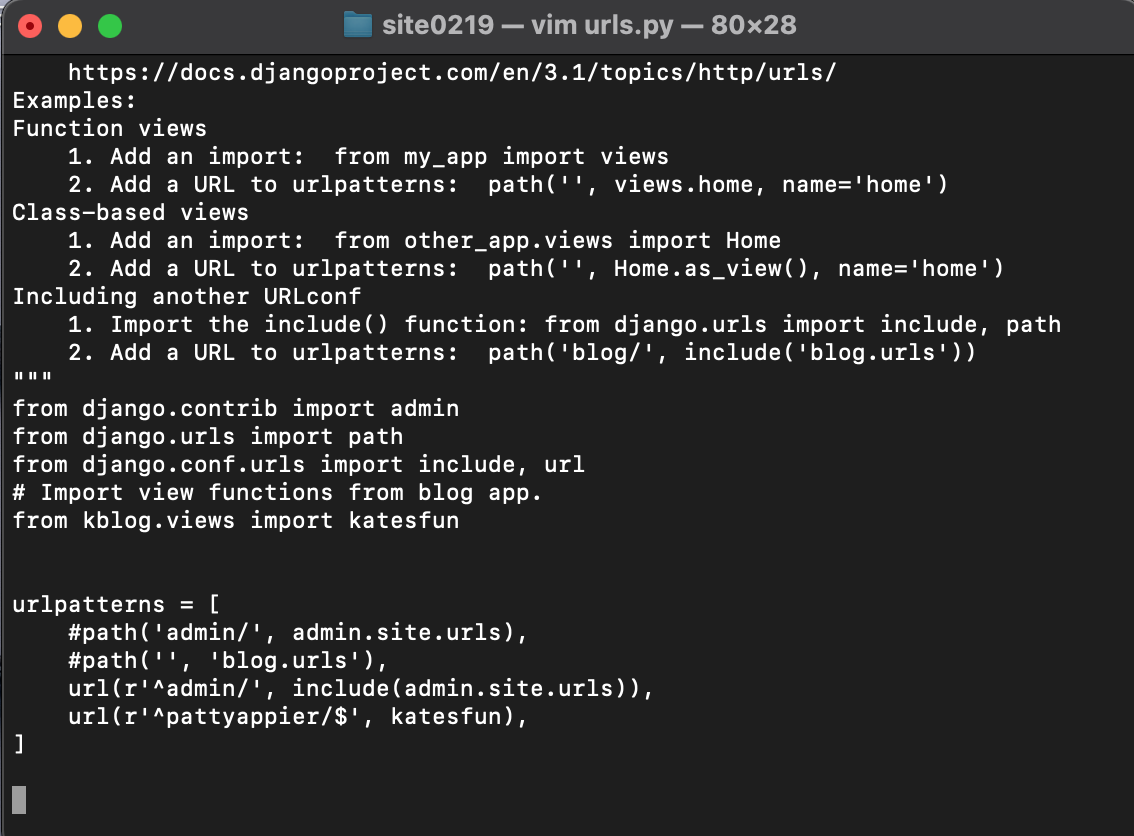 site0219 — vim urls.py — 80×28
    https://docs.djangoproject.com/en/3.1/topics/http/urls/
Examples:
Function views
    1. Add an import:  from my_app import views
    2. Add a URL to urlpatterns:  path('', views.home, name='home')
Class-based views
    1. Add an import:  from other_app.views import Home
    2. Add a URL to urlpatterns:  path('', Home.as_view(), name='home')
Including another URLconf
    1. Import the include() function: from django.urls import include, path
    2. Add a URL to urlpatterns:  path('blog/', include('blog.urls'))
"""
from django.contrib import admin
from django.urls import path
from django.conf.urls import include, url
# Import view functions from blog app.
from kblog.views import katesfun
urlpatterns = [
    #path('admin/', admin.site.urls),
    #path('', 'blog.urls'),
    url(r'^admin/', include(admin.site.urls)),
    url(r'^pattyappier/$', katesfun),
]